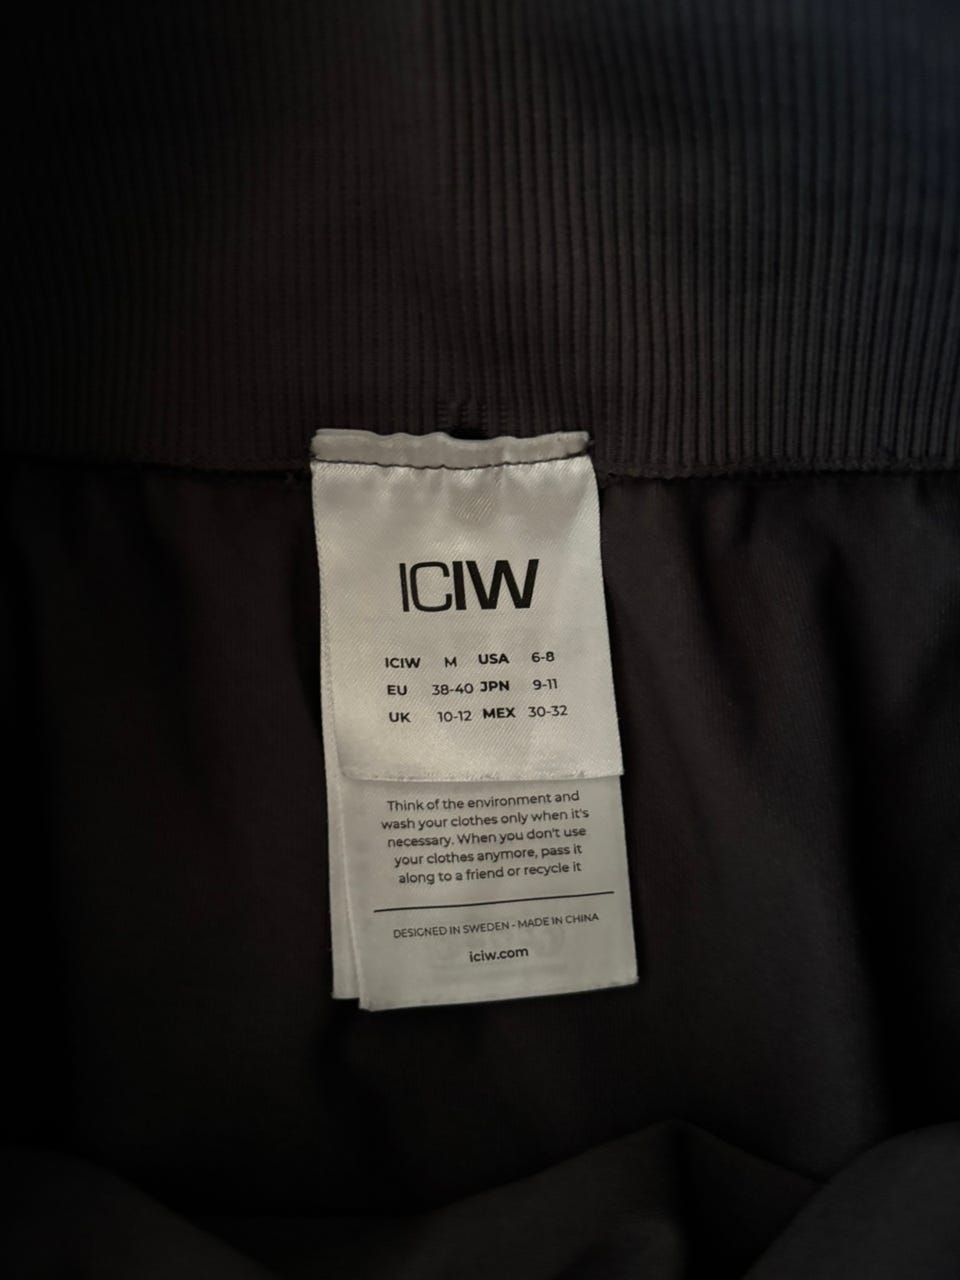 ICIW
ICIW M USA 6-8
EU 38-40 JPN 9-11
UK 10-12 MEX 30-32
Think of the environment and
wash your clothes only when it's
necessary. When you don't use
your clothes anymore, pass it
along to a friend or recycle it
DESIGNED IN SWEDEN - MADE IN CHINA
iciw.com